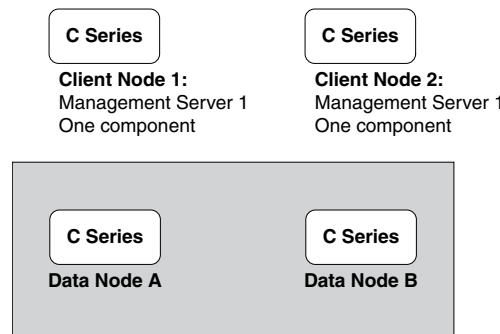 C Series
C Series
Client Node 1:
Management Server 1
One component
Client Node 2:
Management Server 1
One component
C Series
C Series
Data Node A
Data Node B